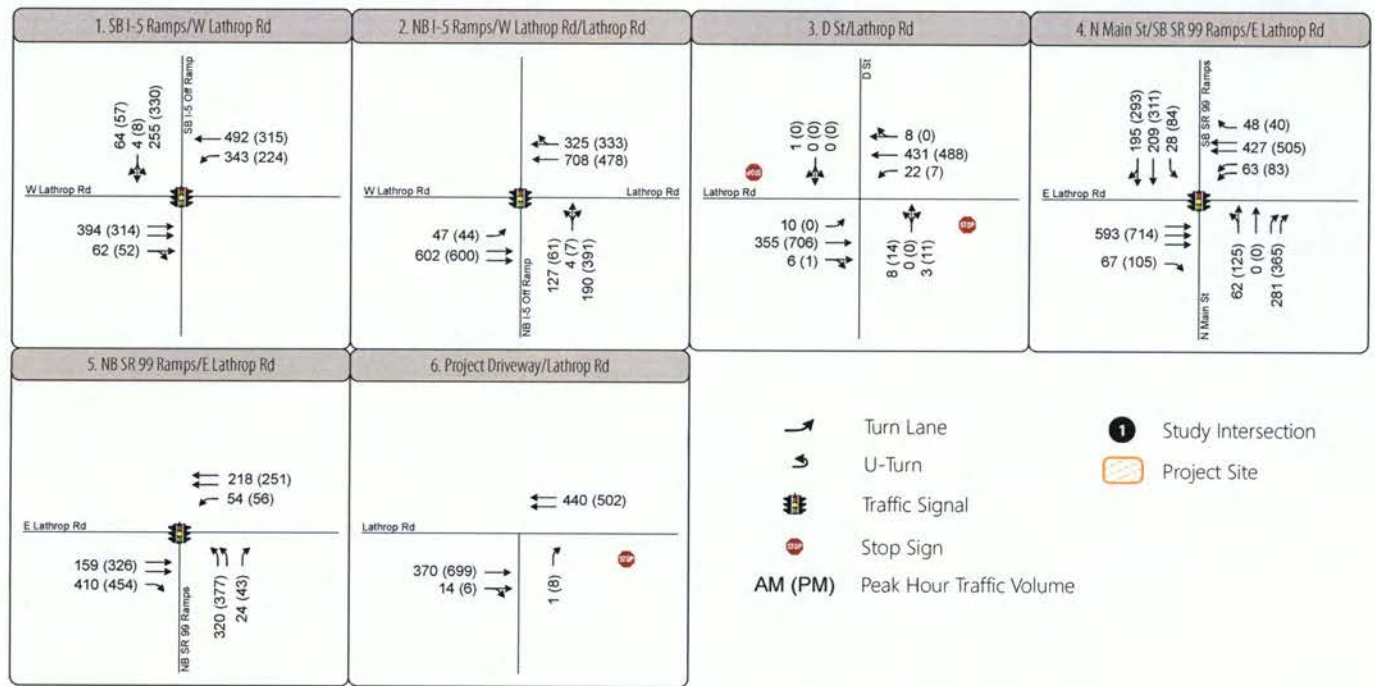 1. SB I-5 Ramps/W Lathrop Rd
64 (57)
4 (8)
255 (330)
SB I-5 Off Ramp
492 (315)
343 (224)
W Lathrop Rd
394 (314)
62 (52)
2. NB I-5 Ramps/W Lathrop Rd/Lathrop Rd
325 (333)
708 (478)
W Lathrop Rd
Lathrop Rd
47 (44)
602 (600)
NB I-5 Off Ramp
127 (61)
4 (7)
190 (391)
3. D St/Lathrop Rd
D St
1 (0)
0 (0)
0 (0)
8 (0)
431 (488)
22 (7)
STOP
Lathrop Rd
10 (0)
355 (706)
6 (1)
8 (14)
0 (0)
3 (11)
STOP
4. N Main St/SB SR 99 Ramps/E Lathrop Rd
195 (293)
209 (311)
28 (84)
SB SR 99 Ramps
48 (40)
427 (505)
63 (83)
E Lathrop Rd
593 (714)
67 (105)
N Main St
62 (125)
0 (0)
281 (365)
5. NB SR 99 Ramps/E Lathrop Rd
218 (251)
54 (56)
E Lathrop Rd
159 (326)
410 (454)
NB SR 99 Ramps
320 (377)
24 (43)
6. Project Driveway/Lathrop Rd
440 (502)
Lathrop Rd
370 (699)
14 (6)
1 (8)
STOP
Turn Lane
U-Turn
Traffic Signal
STOP
Stop Sign
AM (PM) Peak Hour Traffic Volume
1 Study Intersection
Project Site